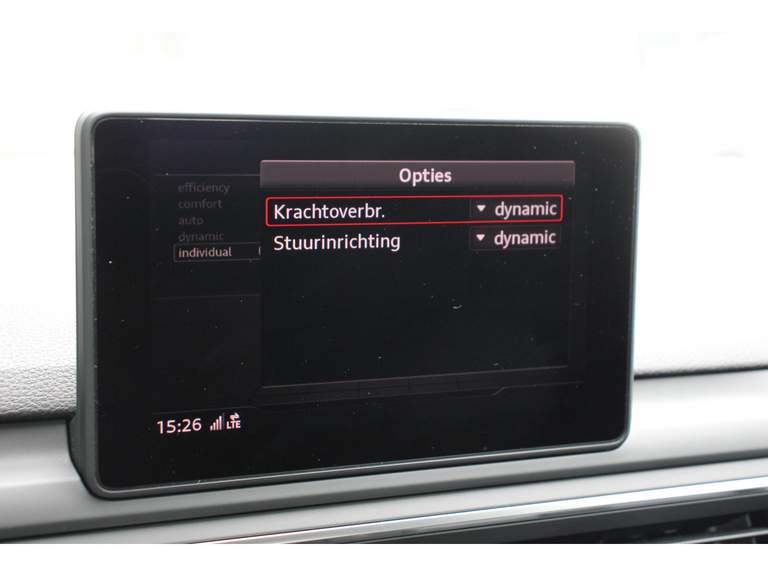 Opties
efficiency
comfort
auto
dynamic
individual
Krachtoverbr. dynamic
Stuurinrichting dynamic
15:26 LTE